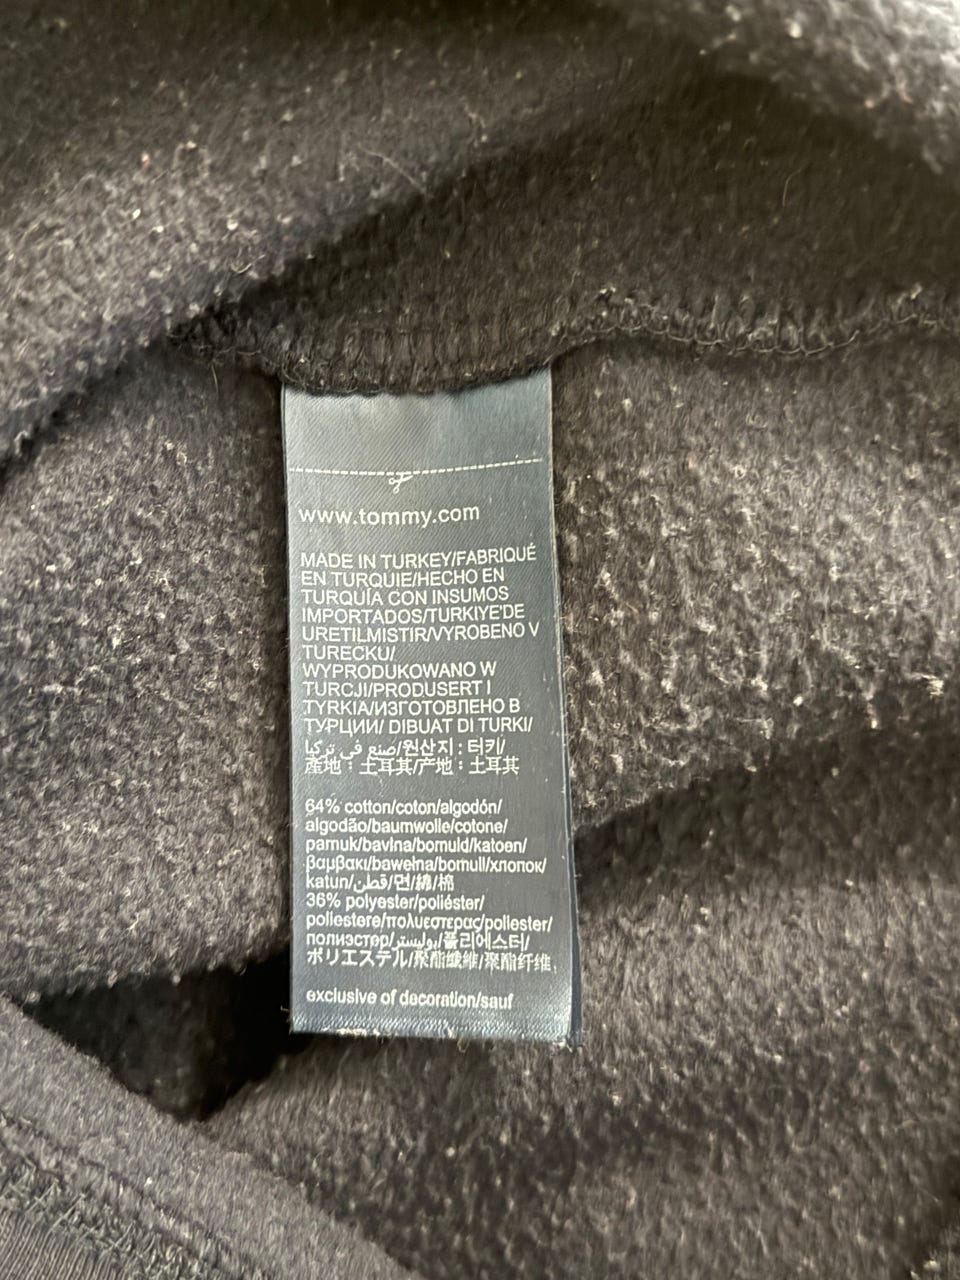 www.tommy.com
MADE IN TURKEY/FABRIQUÉ
EN TURQUIE/HECHO EN
TURQUÍA CON INSUMOS
IMPORTADOS/TURKIYE'DE
URETILMISTIR/VYROBENO V
TURECKU/
WYPRODUKOWANO W
TURCJI/PRODUSERT I
TYRKIA/ИЗГОТОВЛЕНО В
ТУРЦИИ/ DIBUAT DI TURKI/
صنع في تركيا/원산지 : 터키/
產地 : 土耳其/产地 : 土耳其
64% cotton/coton/algodón/
algodão/baumwolle/cotone/
pamuk/bavlna/bomuld/katoen/
βαμβακι/bawełna/bomull/хлопок/
katun/قطن/면/綿/棉
36% polyester/poliéster/
poliestere/πολυεστερας/poliester/
полиэстер/بوليستر/폴리에스터/
ポリエステル/聚酯纖維/聚酯纤维
exclusive of decoration/sauf